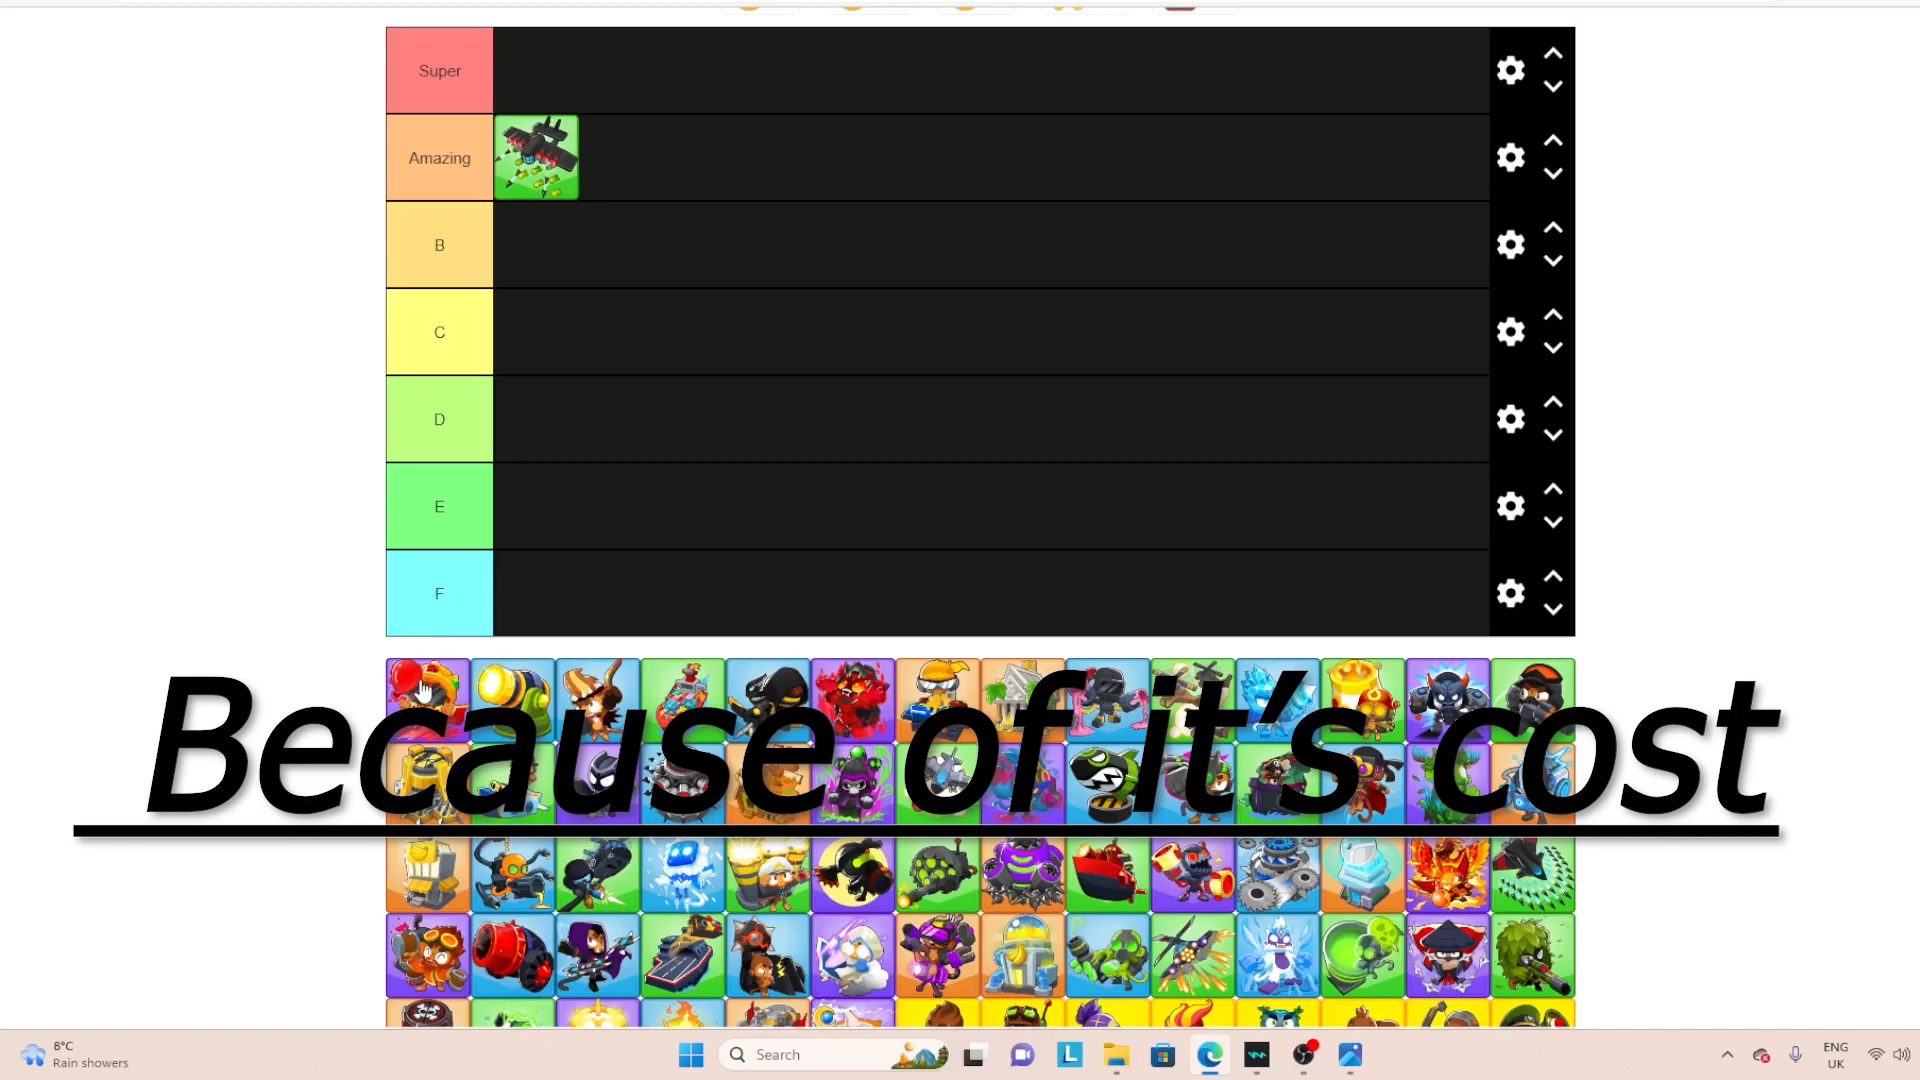 Super
Amazing
B
C
D
E
F
Because of it's cost
8°C
Rain showers
Search
ENG
UK